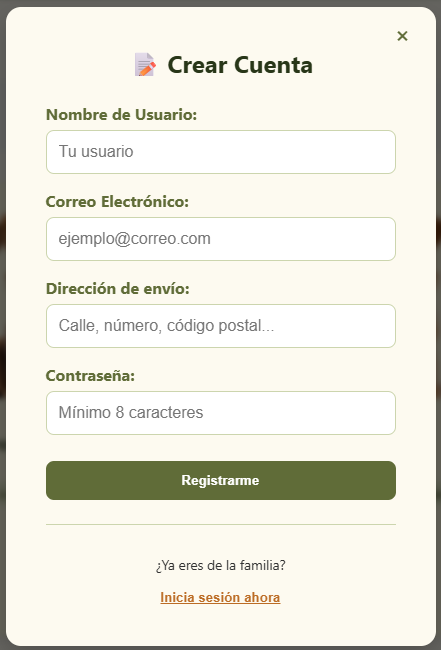 ×
📝 Crear Cuenta
Nombre de Usuario:
Tu usuario
Correo Electrónico:
ejemplo@correo.com
Dirección de envío:
Calle, número, código postal...
Contraseña:
Mínimo 8 caracteres
Registrarme
¿Ya eres de la familia?
Inicia sesión ahora